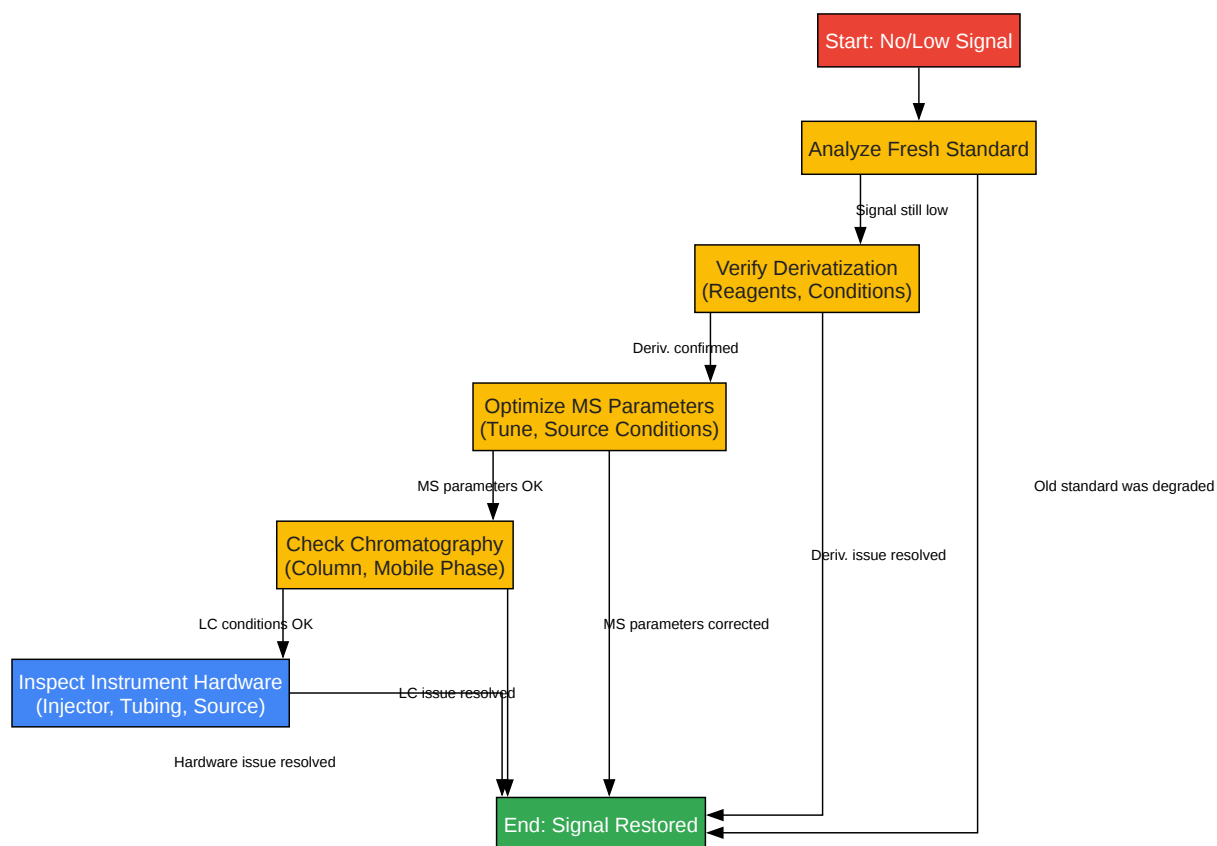 Start: No/Low Signal
Analyze Fresh Standard
Signal still low
Verify Derivatization
(Reagents, Conditions)
Deriv. confirmed
Optimize MS Parameters
(Tune, Source Conditions)
MS parameters OK
Old standard was degraded
Check Chromatography
(Column, Mobile Phase)
Deriv. issue resolved
LC conditions OK
MS parameters corrected
Inspect Instrument Hardware
(Injector, Tubing, Source)
LC issue resolved
Hardware issue resolved
End: Signal Restored